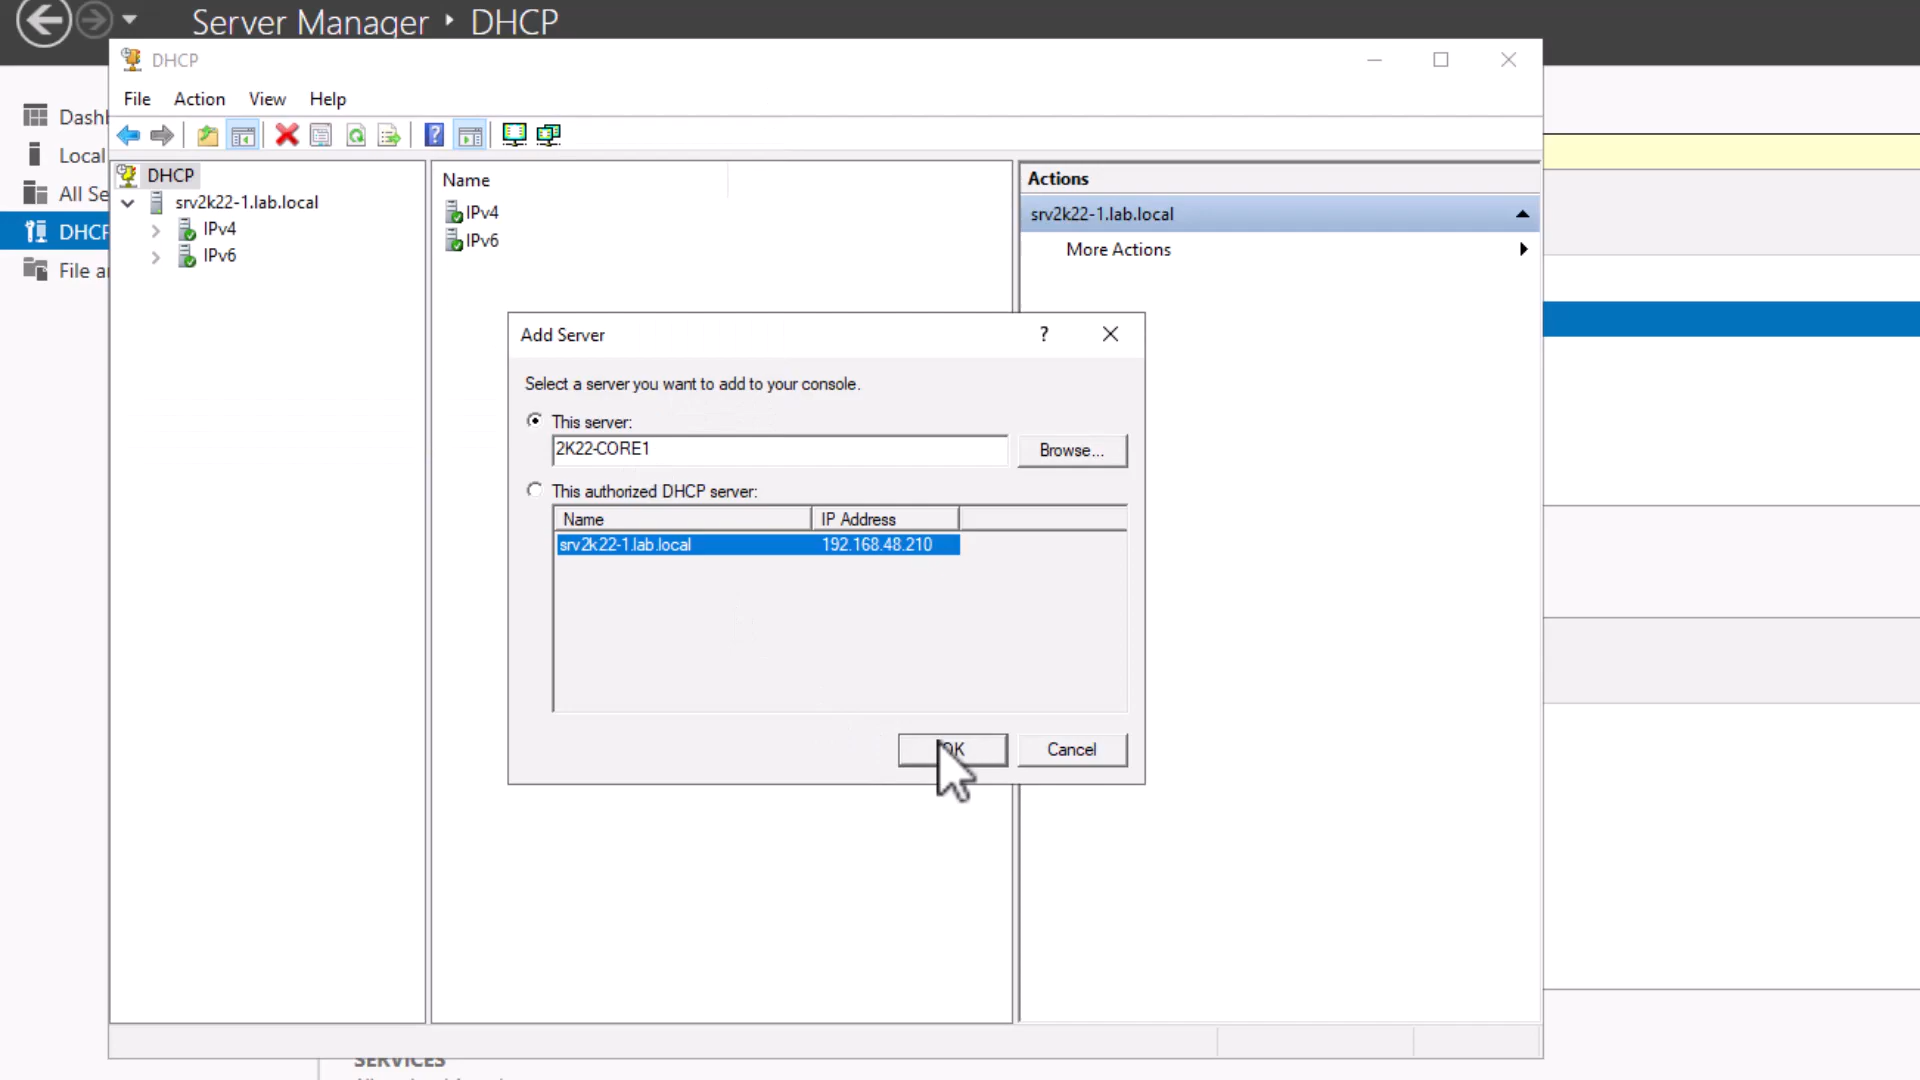 Server Manager ‣ DHCP
DHCP
File Action View Help
Dash
Local
All Se
DHCP
File a
DHCP
srv2k22-1.lab.local
IPv4
IPv6
Name
IPv4
IPv6
Actions
srv2k22-1.lab.local
More Actions
Add Server
?
Select a server you want to add to your console.
This server:
2K22-CORE1
Browse...
This authorized DHCP server:
Name IP Address
srv2k22-1.lab.local 192.168.48.210
OK
Cancel
SERVICES